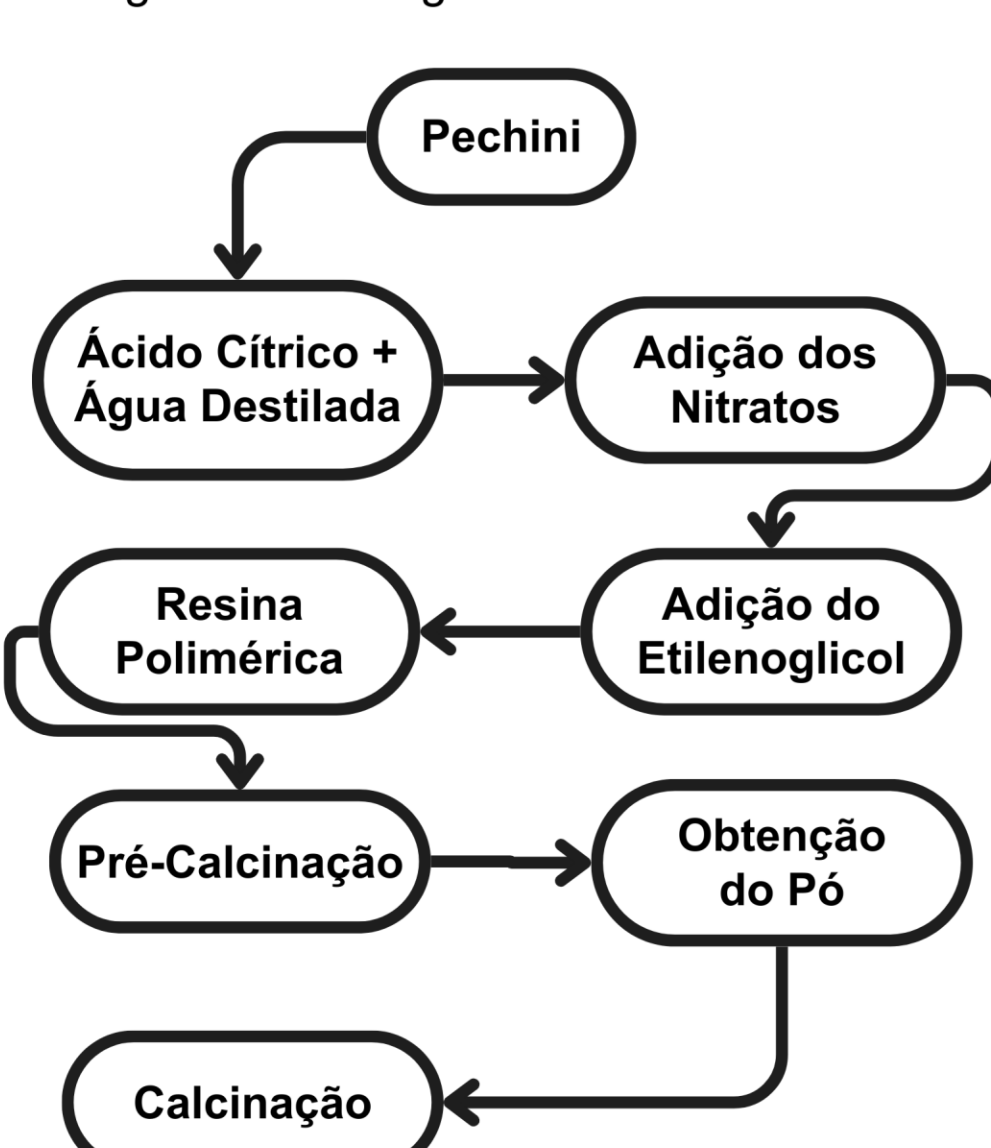 Pechini
Ácido Cítrico +
Água Destilada
Adição dos
Nitratos
Adição do
Etilenoglicol
Resina
Polimérica
Pré-Calcinação
Obtenção
do Pó
Calcinação